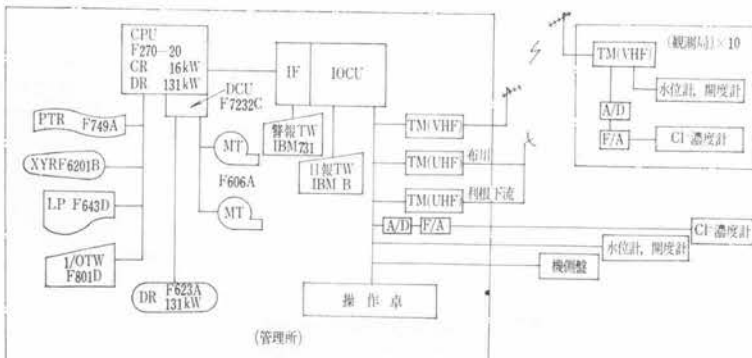 CPU
F270-20
CR 16kW
DR 131kW
DCU
F7232C
IF
IOCU
PTR F749A
XYRF6201B
LP F643D
I/OTW
F801D
MT
F606A
MT
DR F623A
131kW
警報TW
IBM731
日報TW
IBM B
TM(VHF)
TM(UHF)
布川
TM(UHF)
利根下流
A/D
F/A
Cl⁻濃度計
水位計,開度計
機側盤
操作卓
(管理所)
(観測局)×10
TM(VHF)
水位計,開度計
A/D
F/A
Cl⁻濃度計